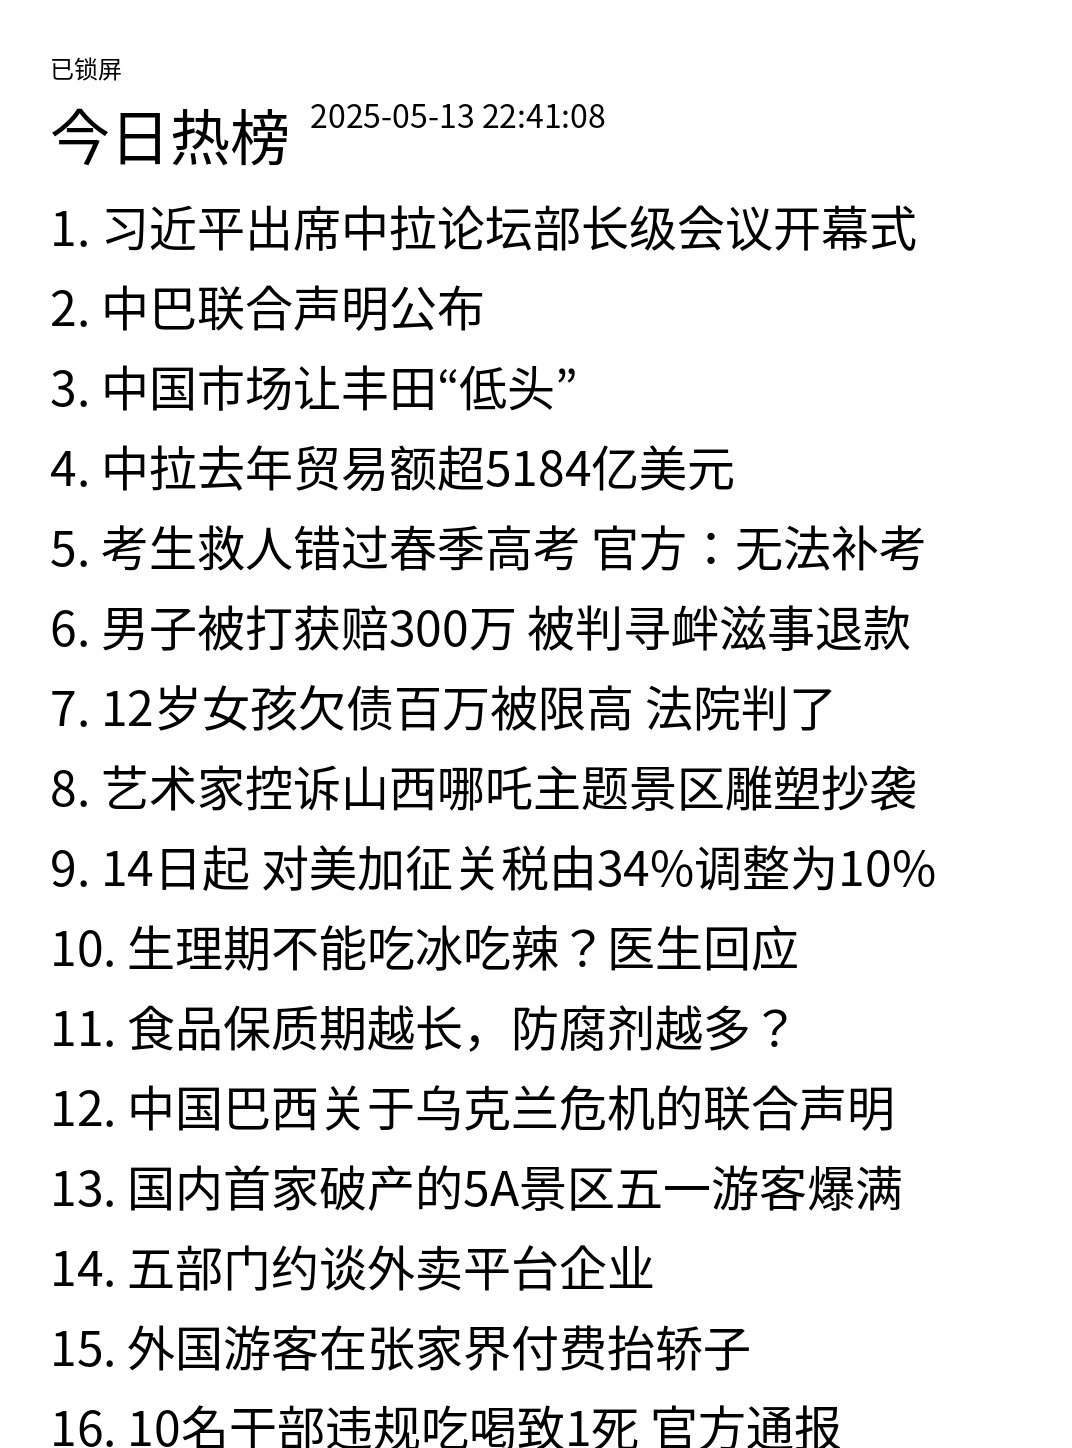 已锁屏
今日热榜 2025-05-13 22:41:08
1. 习近平出席中拉论坛部长级会议开幕式
2. 中巴联合声明公布
3. 中国市场让丰田“低头”
4. 中拉去年贸易额超5184亿美元
5. 考生救人错过春季高考 官方：无法补考
6. 男子被打获赔300万 被判寻衅滋事退款
7. 12岁女孩欠债百万被限高 法院判了
8. 艺术家控诉山西哪吒主题景区雕塑抄袭
9. 14日起 对美加征关税由34%调整为10%
10. 生理期不能吃冰吃辣？医生回应
11. 食品保质期越长，防腐剂越多？
12. 中国巴西关于乌克兰危机的联合声明
13. 国内首家破产的5A景区五一游客爆满
14. 五部门约谈外卖平台企业
15. 外国游客在张家界付费抬轿子
16. 10名干部违规吃喝致1死 官方通报